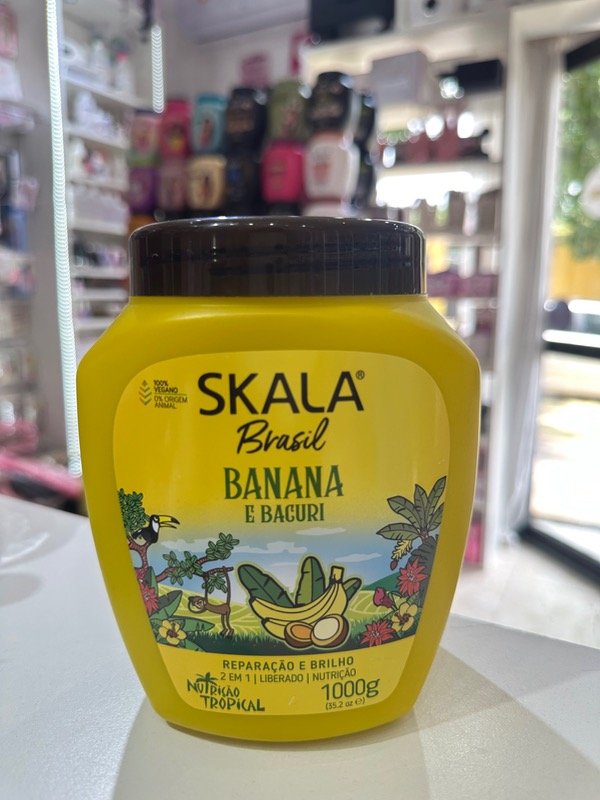 100% VEGANO
0% ORIGEM ANIMAL
SKALA®
Brasil
BANANA
E BACURI
REPARAÇÃO E BRILHO
2 EM 1 | LIBERADO | NUTRIÇÃO
NUTRIÇÃO
TROPICAL
1000g
(35.2 oz ℮)